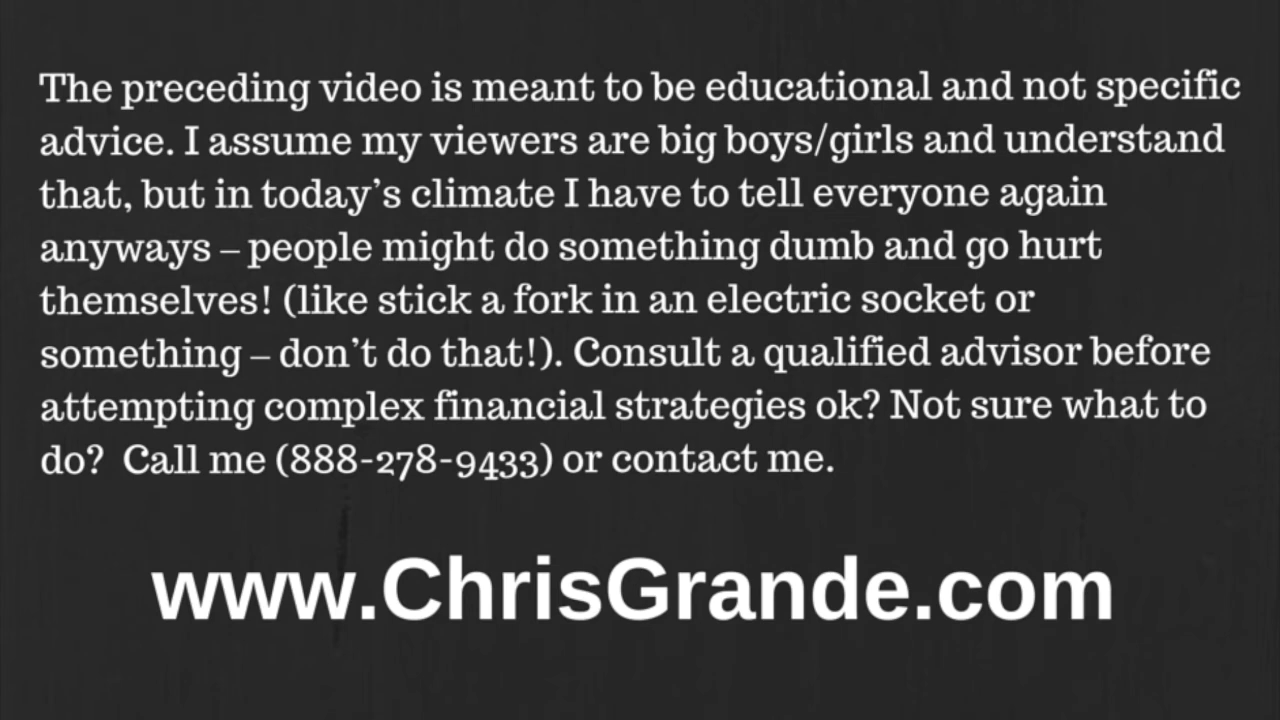 The preceding video is meant to be educational and not specific
advice. I assume my viewers are big boys/girls and understand
that, but in today’s climate I have to tell everyone again
anyways – people might do something dumb and go hurt
themselves! (like stick a fork in an electric socket or
something – don’t do that!). Consult a qualified advisor before
attempting complex financial strategies ok? Not sure what to
do?  Call me (888-278-9433) or contact me.
www.ChrisGrande.com